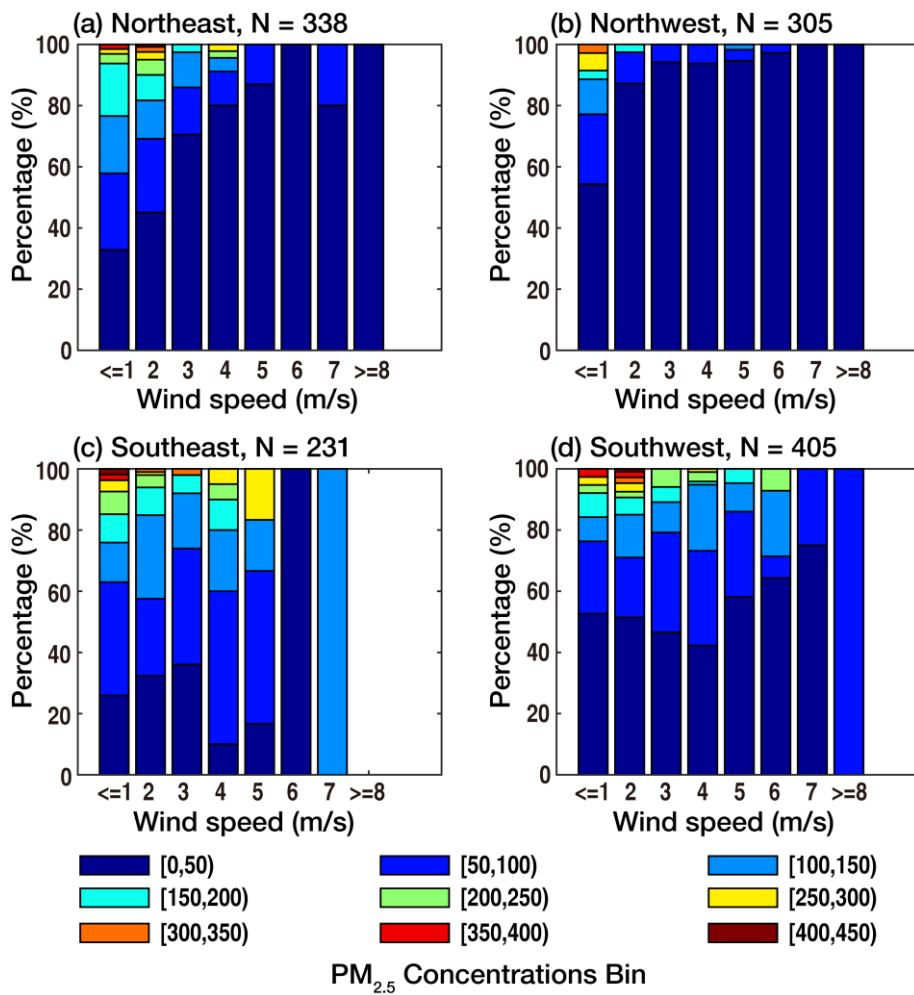 (a) Northeast, N = 338
Percentage (%)
100
80
60
40
20
0
<=1 2 3 4 5 6 7 >=8
Wind speed (m/s)
(b) Northwest, N = 305
Percentage (%)
100
80
60
40
20
0
<=1 2 3 4 5 6 7 >=8
Wind speed (m/s)
(c) Southeast, N = 231
Percentage (%)
100
80
60
40
20
0
<=1 2 3 4 5 6 7 >=8
Wind speed (m/s)
(d) Southwest, N = 405
Percentage (%)
100
80
60
40
20
0
<=1 2 3 4 5 6 7 >=8
Wind speed (m/s)
[0,50) [50,100) [100,150)
[150,200) [200,250) [250,300)
[300,350) [350,400) [400,450)
PM2.5 Concentrations Bin